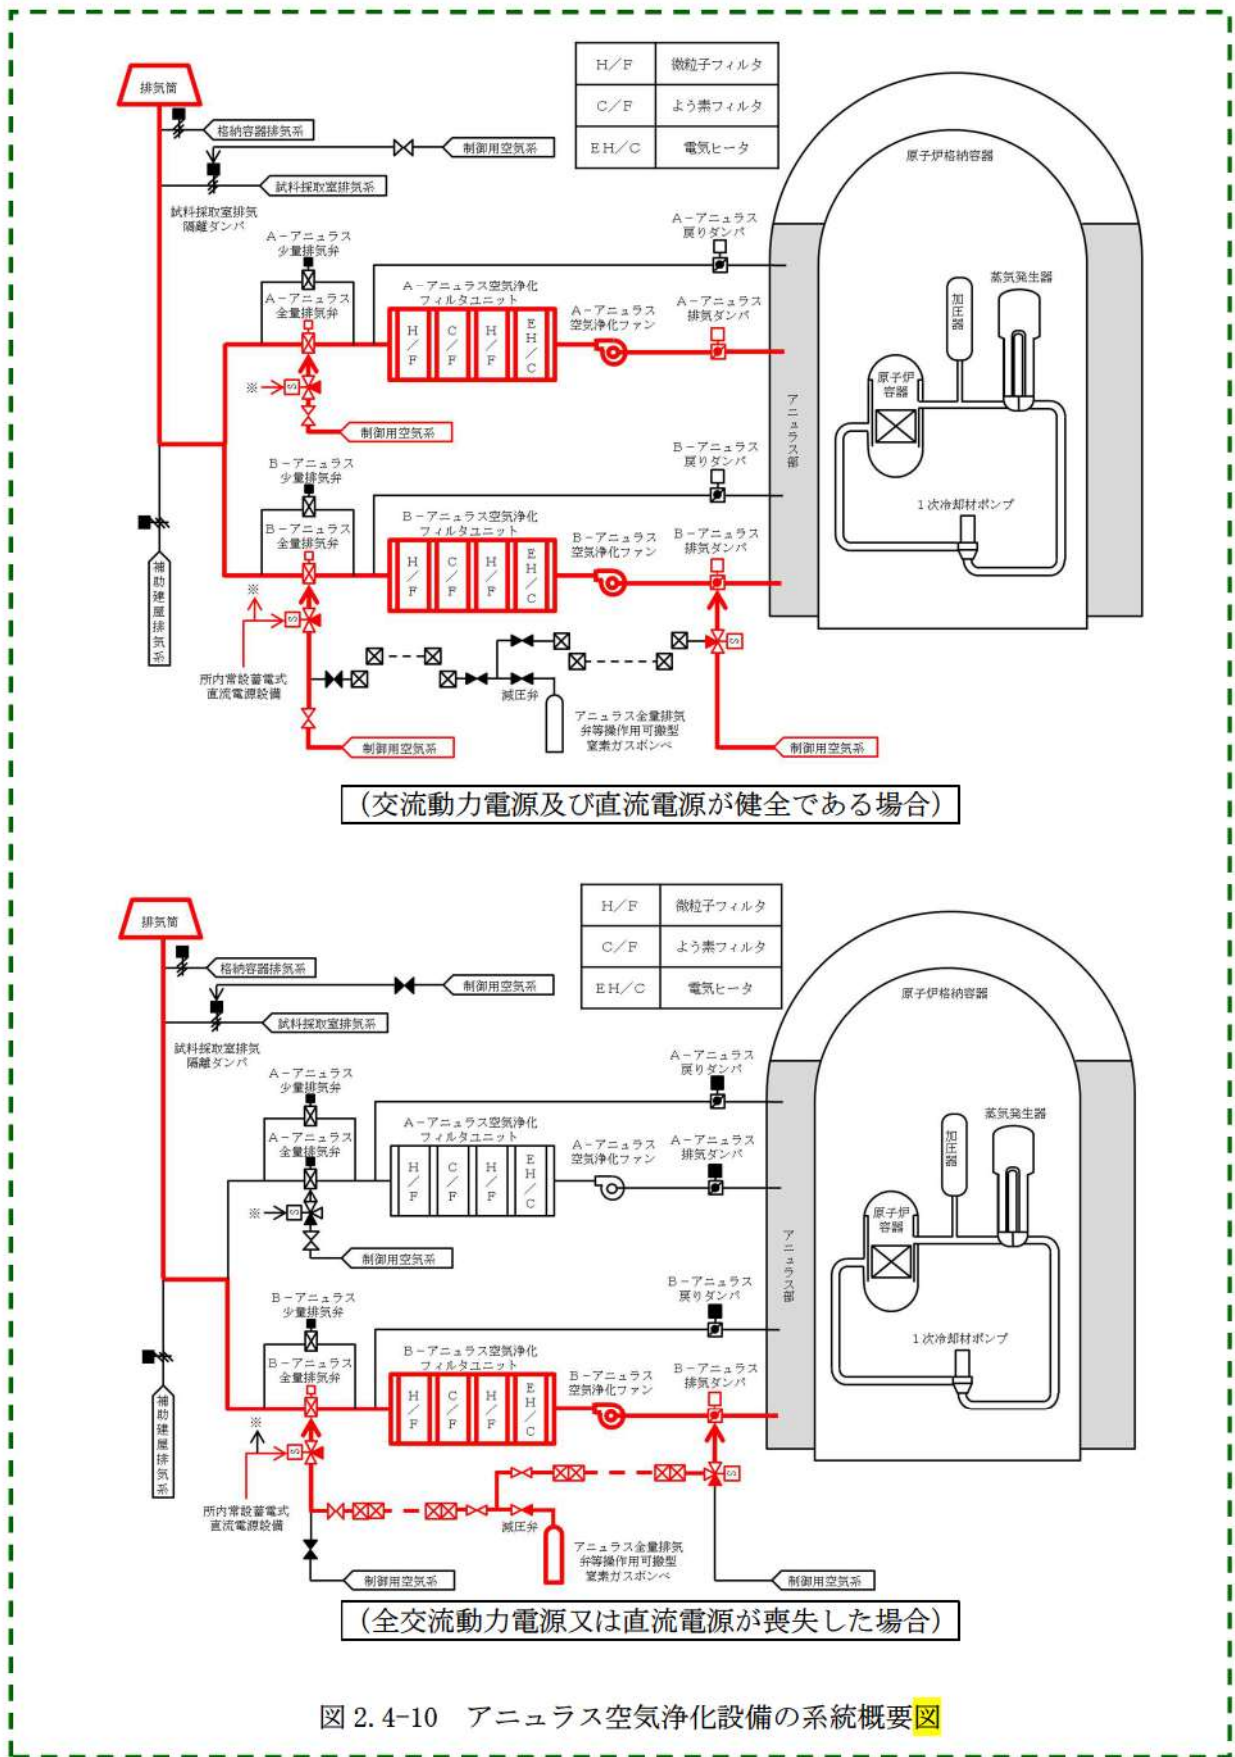 H/F 微粒子フィルタ
C/F よう素フィルタ
EH/C 電気ヒータ
排気筒
格納容器排気系
制御用空気系
試料採取室排気系
試料採取室排気
隔離ダンパ
原子炉格納容器
A-アニュラス
戻りダンパ
A-アニュラス
少量排気弁
A-アニュラス
全量排気弁
A-アニュラス空気浄化
フィルタユニット
H/F C/F H/F EH/C
A-アニュラス
空気浄化ファン
A-アニュラス
排気ダンパ
加圧器
蒸気発生器
原子炉
容器
※
S
制御用空気系
アニュラス部
B-アニュラス
戻りダンパ
B-アニュラス
少量排気弁
B-アニュラス
全量排気弁
B-アニュラス空気浄化
フィルタユニット
H/F C/F H/F EH/C
B-アニュラス
空気浄化ファン
B-アニュラス
排気ダンパ
1次冷却材ポンプ
補助建屋排気系
※
S
S
所内常設蓄電式
直流電源設備
減圧弁
アニュラス全量排気
弁等操作用可搬型
窒素ガスボンベ
制御用空気系
制御用空気系
(交流動力電源及び直流電源が健全である場合)
H/F 微粒子フィルタ
C/F よう素フィルタ
EH/C 電気ヒータ
排気筒
格納容器排気系
制御用空気系
試料採取室排気系
試料採取室排気
隔離ダンパ
原子炉格納容器
A-アニュラス
戻りダンパ
A-アニュラス
少量排気弁
A-アニュラス
全量排気弁
A-アニュラス空気浄化
フィルタユニット
H/F C/F H/F EH/C
A-アニュラス
空気浄化ファン
A-アニュラス
排気ダンパ
加圧器
蒸気発生器
原子炉
容器
※
S
制御用空気系
アニュラス部
B-アニュラス
戻りダンパ
B-アニュラス
少量排気弁
B-アニュラス
全量排気弁
B-アニュラス空気浄化
フィルタユニット
H/F C/F H/F EH/C
B-アニュラス
空気浄化ファン
B-アニュラス
排気ダンパ
1次冷却材ポンプ
補助建屋排気系
※
S
S
所内常設蓄電式
直流電源設備
減圧弁
アニュラス全量排気
弁等操作用可搬型
窒素ガスボンベ
制御用空気系
制御用空気系
(全交流動力電源又は直流電源が喪失した場合)
図2.4-10 アニュラス空気浄化設備の系統概要図